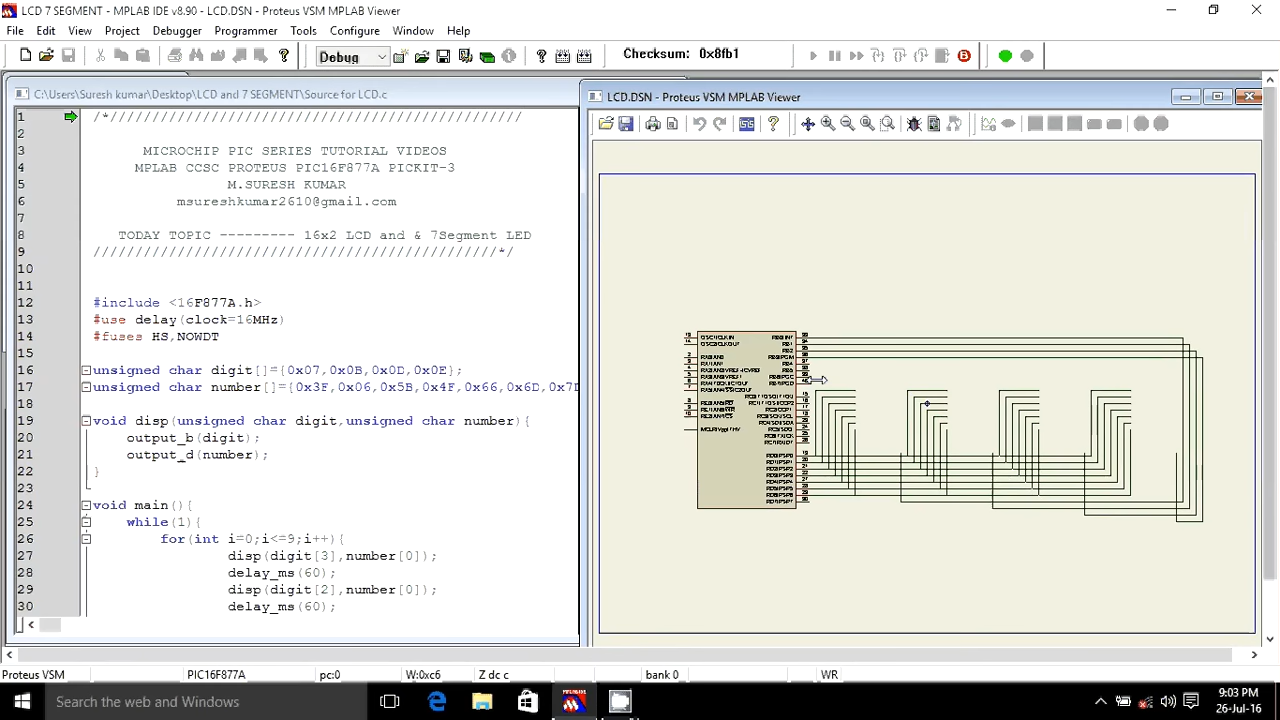 LCD 7 SEGMENT - MPLAB IDE v8.90 - LCD.DSN - Proteus VSM MPLAB Viewer
File Edit View Project Debugger Programmer Tools Configure Window Help
Debug
Checksum: 0x8fb1
C:\Users\Suresh kumar\Desktop\LCD and 7 SEGMENT\Source for LCD.c
1 /*/////////////////////////////////////////////////
2
3 MICROCHIP PIC SERIES TUTORIAL VIDEOS
4 MPLAB CCSC PROTEUS PIC16F877A PICKIT-3
5 M.SURESH KUMAR
6 msureshkumar2610@gmail.com
7
8 TODAY TOPIC --------- 16x2 LCD and & 7Segment LED
9 ////////////////////////////////////////////////*/
10
11
12 #include <16F877A.h>
13 #use delay(clock=16MHz)
14 #fuses HS,NOWDT
15
16 unsigned char digit[]={0x07,0x0B,0x0D,0x0E};
17 unsigned char number[]={0x3F,0x06,0x5B,0x4F,0x66,0x6D,0x7D
18
19 void disp(unsigned char digit,unsigned char number){
20 output_b(digit);
21 output_d(number);
22 }
23
24 void main(){
25 while(1){
26 for(int i=0;i<=9;i++){
27 disp(digit[3],number[0]);
28 delay_ms(60);
29 disp(digit[2],number[0]);
30 delay_ms(60);
LCD.DSN - Proteus VSM MPLAB Viewer
Proteus VSM PIC16F877A pc:0 W:0xc6 Z dc c bank 0 WR
Search the web and Windows
9:03 PM
26-Jul-16